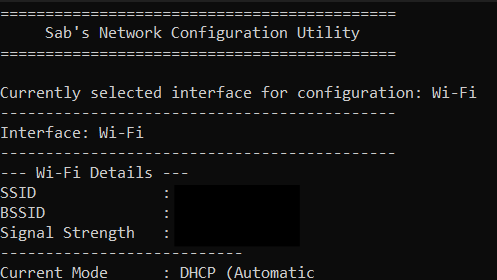 ============================================
     Sab's Network Configuration Utility
============================================
Currently selected interface for configuration: Wi-Fi
--------------------------------------------
Interface: Wi-Fi
--------------------------------------------
--- Wi-Fi Details ---
SSID              :
BSSID             :
Signal Strength   :
---------------------------
Current Mode      : DHCP (Automatic